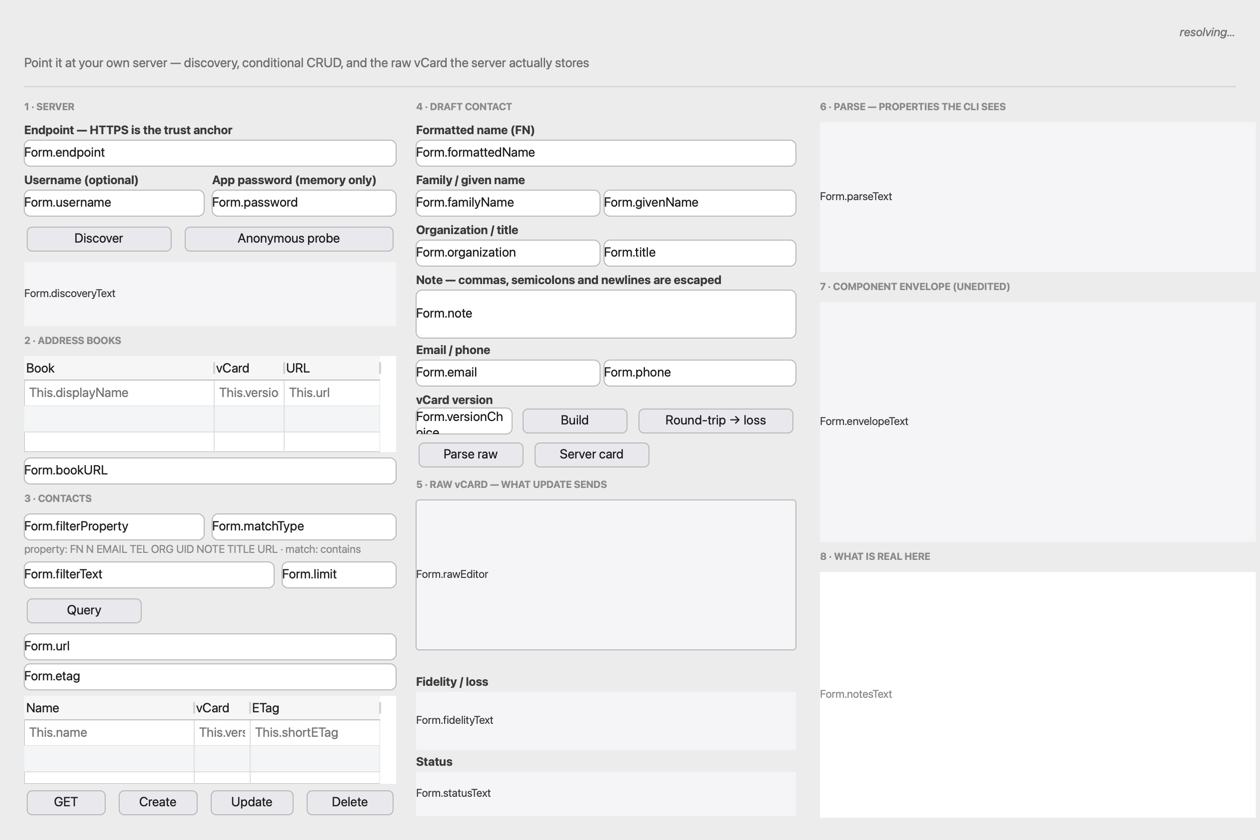 resolving...
Point it at your own server — discovery, conditional CRUD, and the raw vCard the server actually stores
1 · SERVER
Endpoint — HTTPS is the trust anchor
Form.endpoint
Username (optional) App password (memory only)
Form.username Form.password
Discover Anonymous probe
Form.discoveryText
2 · ADDRESS BOOKS
Book vCard URL
This.displayName This.versio This.url
Form.bookURL
3 · CONTACTS
Form.filterProperty Form.matchType
property: FN N EMAIL TEL ORG UID NOTE TITLE URL · match: contains
Form.filterText Form.limit
Query
Form.url
Form.etag
Name vCard ETag
This.name This.vers This.shortETag
GET Create Update Delete
4 · DRAFT CONTACT
Formatted name (FN)
Form.formattedName
Family / given name
Form.familyName Form.givenName
Organization / title
Form.organization Form.title
Note — commas, semicolons and newlines are escaped
Form.note
Email / phone
Form.email Form.phone
vCard version
Form.versionCh
oice Build Round-trip → loss
Parse raw Server card
5 · RAW vCARD — WHAT UPDATE SENDS
Form.rawEditor
Fidelity / loss
Form.fidelityText
Status
Form.statusText
6 · PARSE — PROPERTIES THE CLI SEES
Form.parseText
7 · COMPONENT ENVELOPE (UNEDITED)
Form.envelopeText
8 · WHAT IS REAL HERE
Form.notesText